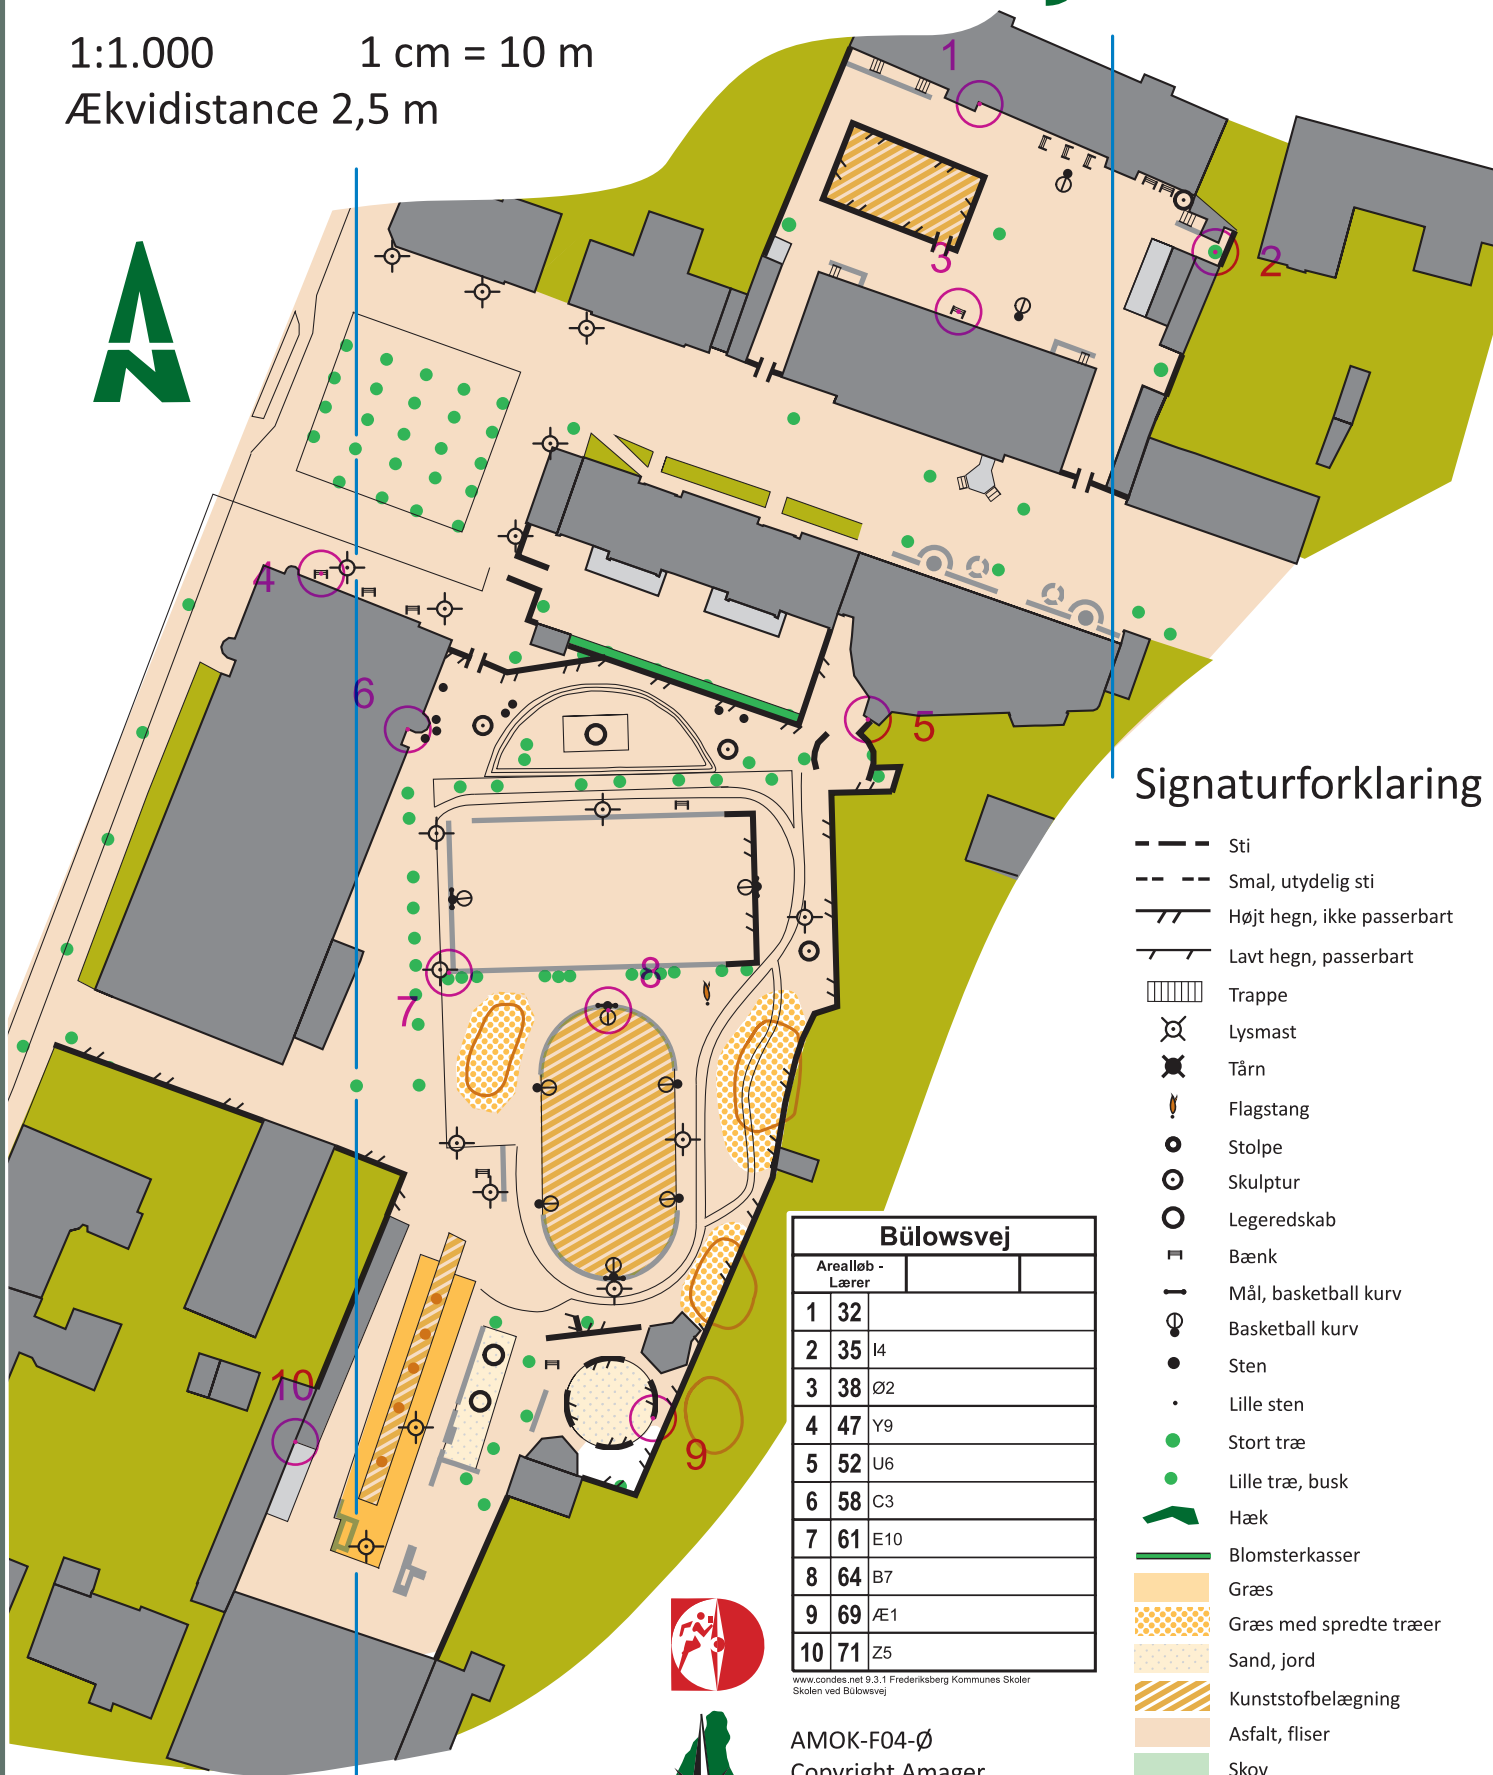 1:1.000 1 cm = 10 m
Ækvidistance 2,5 m
1
2
3
4
5
6
7
8
9
10
N
Signaturforklaring
Sti
Smal, utydelig sti
Højt hegn, ikke passerbart
Lavt hegn, passerbart
Trappe
Lysmast
Tårn
Flagstang
Stolpe
Skulptur
Legeredskab
Bænk
Mål, basketball kurv
Basketball kurv
Sten
Lille sten
Stort træ
Lille træ, busk
Hæk
Blomsterkasser
Græs
Græs med spredte træer
Sand, jord
Kunststofbelægning
Asfalt, fliser
Skov
Bülowsvej
Arealløb -
Lærer
1 32
2 35 I4
3 38 Ø2
4 47 Y9
5 52 U6
6 58 C3
7 61 E10
8 64 B7
9 69 Æ1
10 71 Z5
www.condes.net 9.3.1 Frederiksberg Kommunes Skoler
Skolen ved Bülowsvej
AMOK-F04-Ø
Copyright Amager